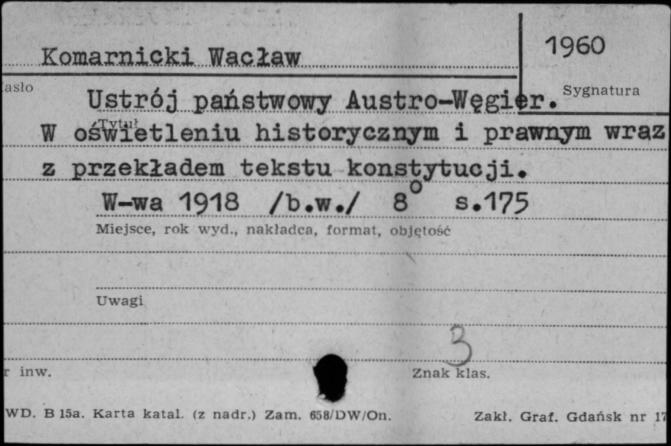 Komarnicki Wacław
1960
asło
Sygnatura
Ustrój państwowy Austro-Węgier.
Tytuł
W oświetleniu historycznym i prawnym wraz
z przekładem tekstu konstytucji.
W-wa 1918 /b.w./ 8° s.175
Miejsce, rok wyd., nakładca, format, objętość
Uwagi
3
r inw.
Znak klas.
WD. B 15a. Karta katal. (z nadr.) Zam. 658/DW/On.
Zakł. Graf. Gdańsk nr 17